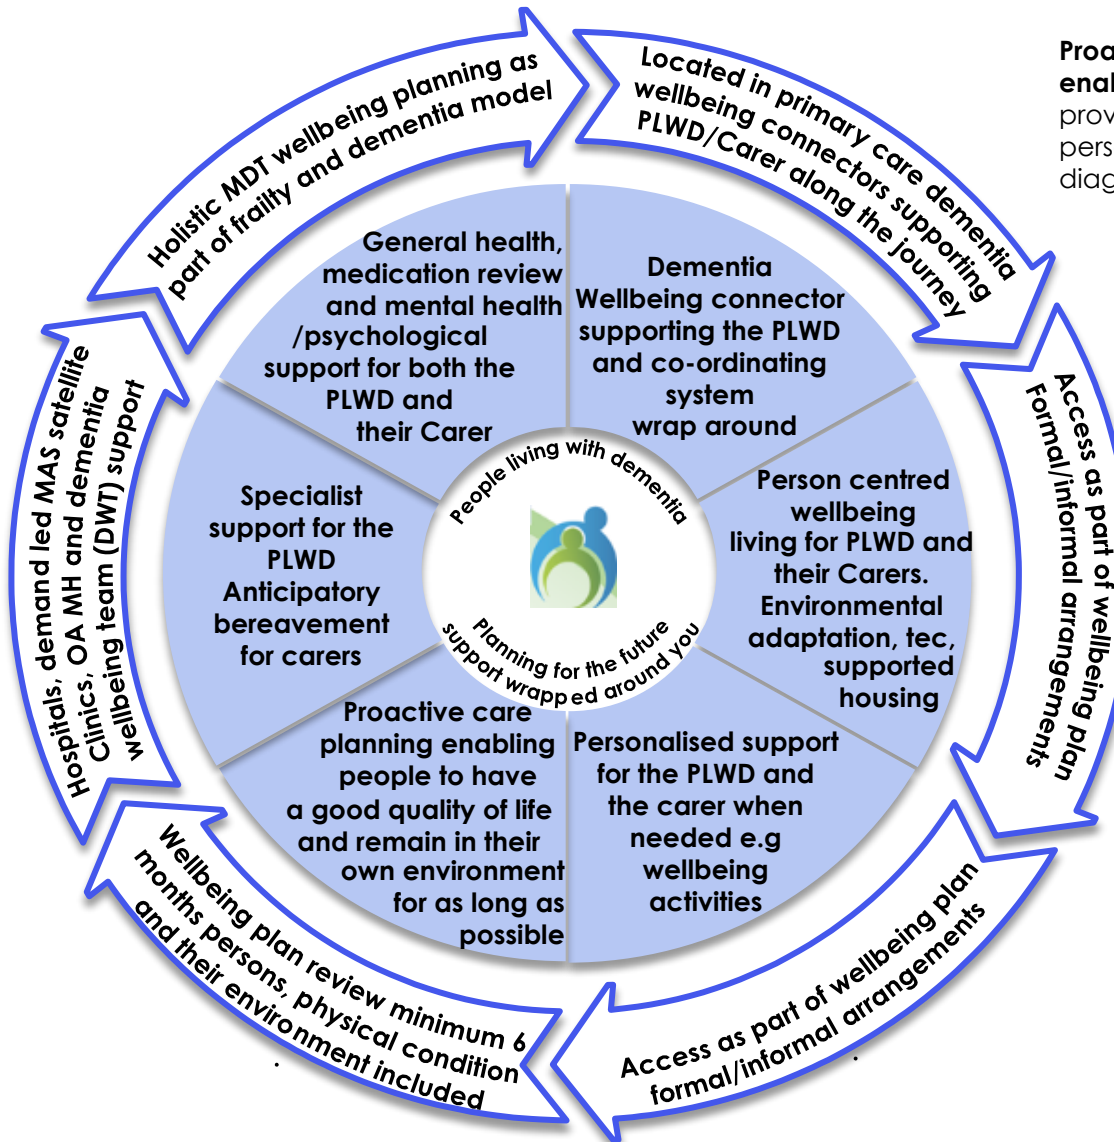 Located in primary care dementia
wellbeing connectors supporting
PLWD/Carer along the journey
Access as part of wellbeing plan
Formal/informal arrangements
Access as part of wellbeing plan
formal/informal arrangements
.
Wellbeing plan review minimum 6
months persons, physical condition
and their environment included
.
Hospitals, demand led MAS satellite
Clinics, OA MH and dementia
wellbeing team (DWT) support
Holistic MDT wellbeing planning as
part of frailty and dementia model
Dementia
Wellbeing connector
supporting the PLWD
and co-ordinating
system
wrap around
Person centred
wellbeing
living for PLWD and
their Carers.
Environmental
adaptation, tec,
supported
housing
Personalised support
for the PLWD and
the carer when
needed e.g
wellbeing
activities
Proactive care
planning enabling
people to have
a good quality of life
and remain in their
own environment
for as long as
possible
Specialist
support for the
PLWD
Anticipatory
bereavement
for carers
General health,
medication review
and mental health
/psychological
support for both the
PLWD and
their Carer
People living with dementia
Planning for the future
support wrapped around you
Proa
enal
prov
pers
diag